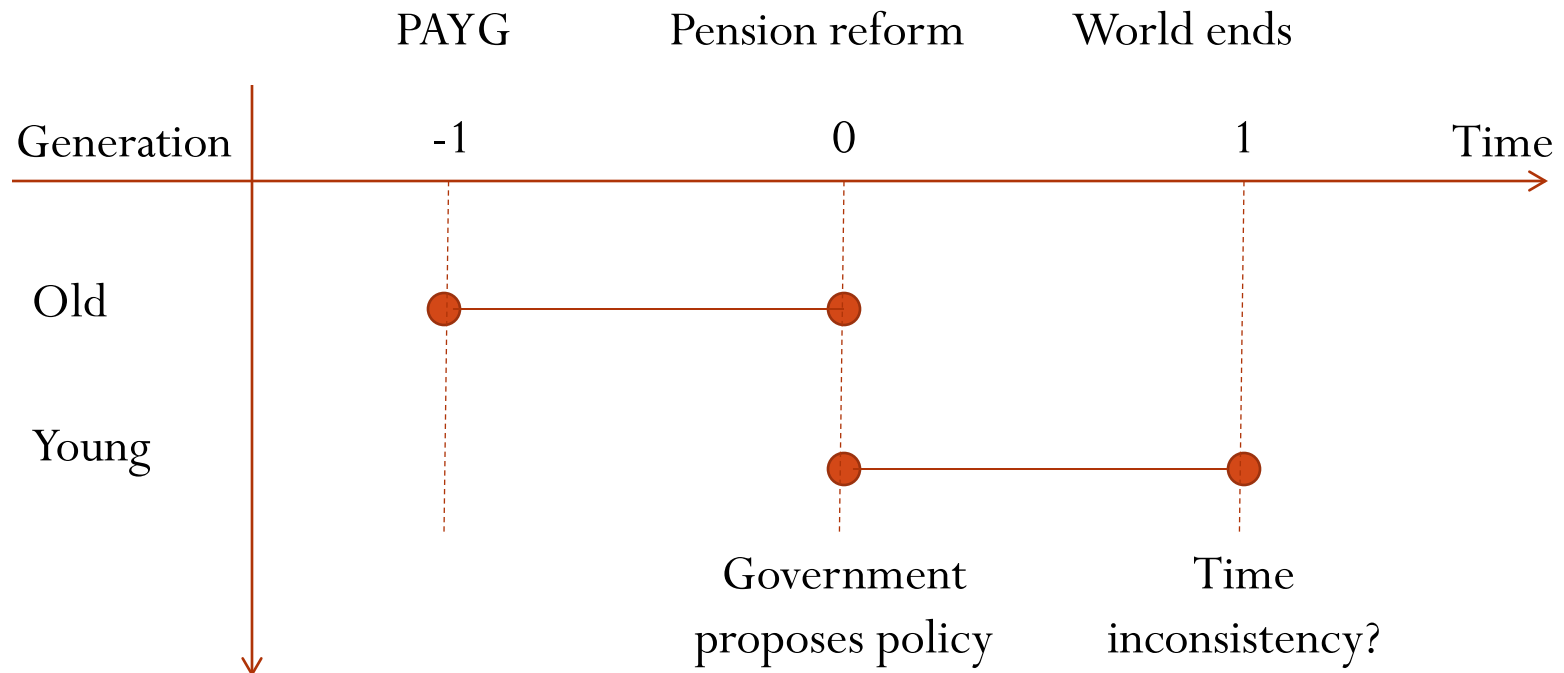 PAYG Pension reform World ends
Generation -1 0 1 Time
Old
Young
Government Time
proposes policy inconsistency?